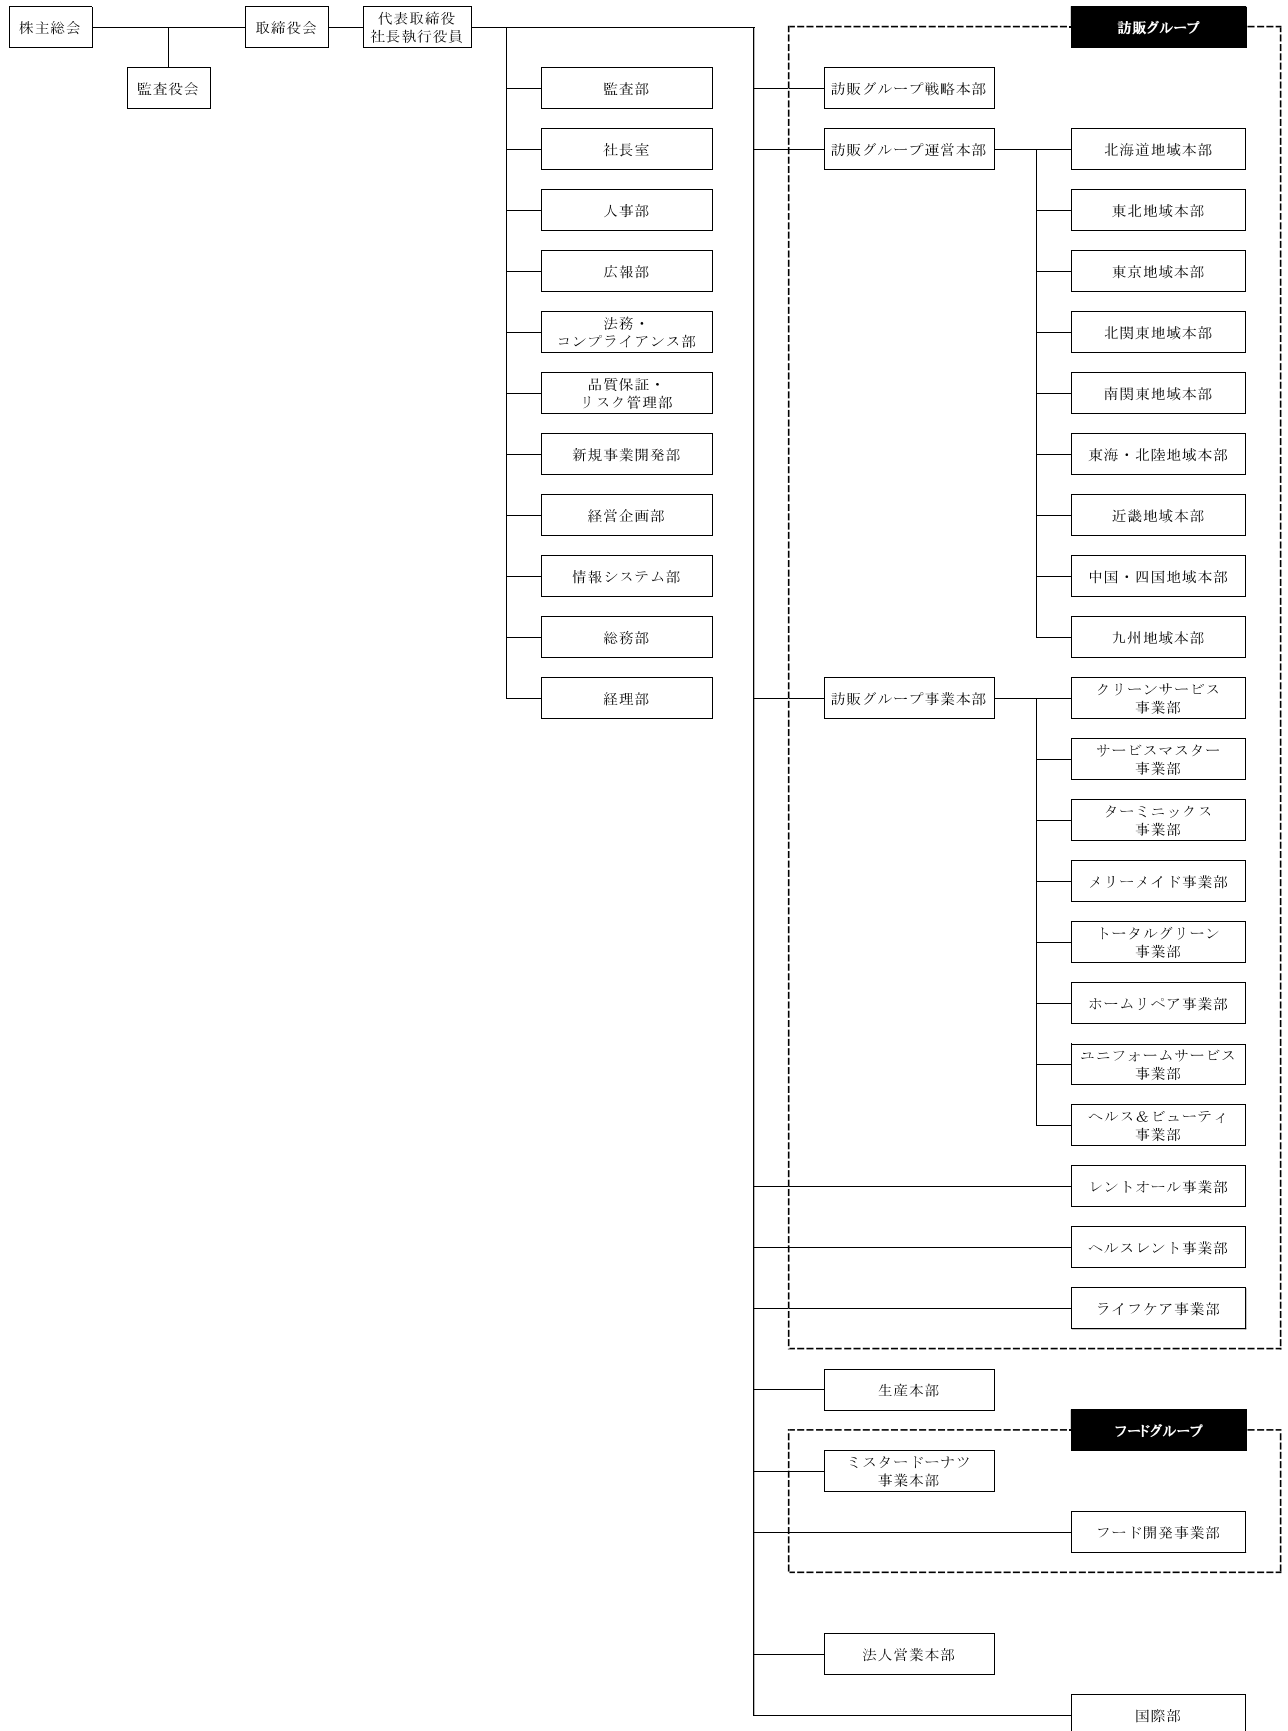 株主総会
取締役会
代表取締役
社長執行役員
監査役会
監査部
社長室
人事部
広報部
法務・
コンプライアンス部
品質保証・
リスク管理部
新規事業開発部
経営企画部
情報システム部
総務部
経理部
訪販グループ
訪販グループ戦略本部
訪販グループ運営本部
北海道地域本部
東北地域本部
東京地域本部
北関東地域本部
南関東地域本部
東海・北陸地域本部
近畿地域本部
中国・四国地域本部
九州地域本部
訪販グループ事業本部
クリーンサービス
事業部
サービスマスター
事業部
ターミニックス
事業部
メリーメイド事業部
トータルグリーン
事業部
ホームリペア事業部
ユニフォームサービス
事業部
ヘルス&ビューティ
事業部
レントオール事業部
ヘルスレント事業部
ライフケア事業部
生産本部
フードグループ
ミスタードーナツ
事業本部
フード開発事業部
法人営業本部
国際部